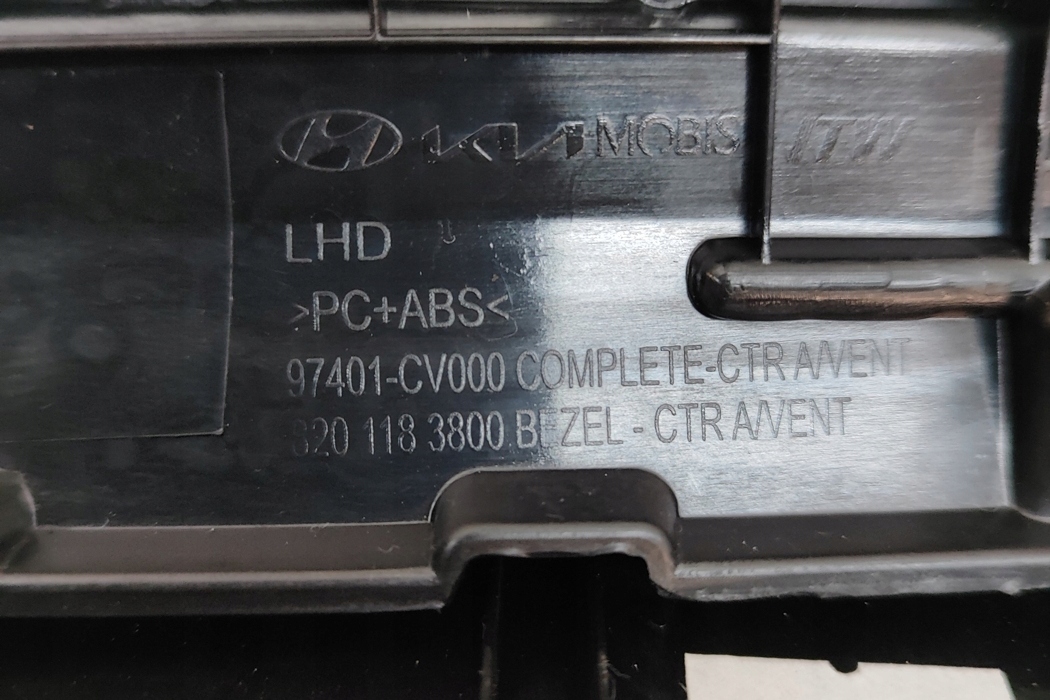 KIA MOBIS ITW
LHD
>PC+ABS<
97401-CV000 COMPLETE-CTR A/VENT
820 118 3800 BEZEL - CTR A/VENT